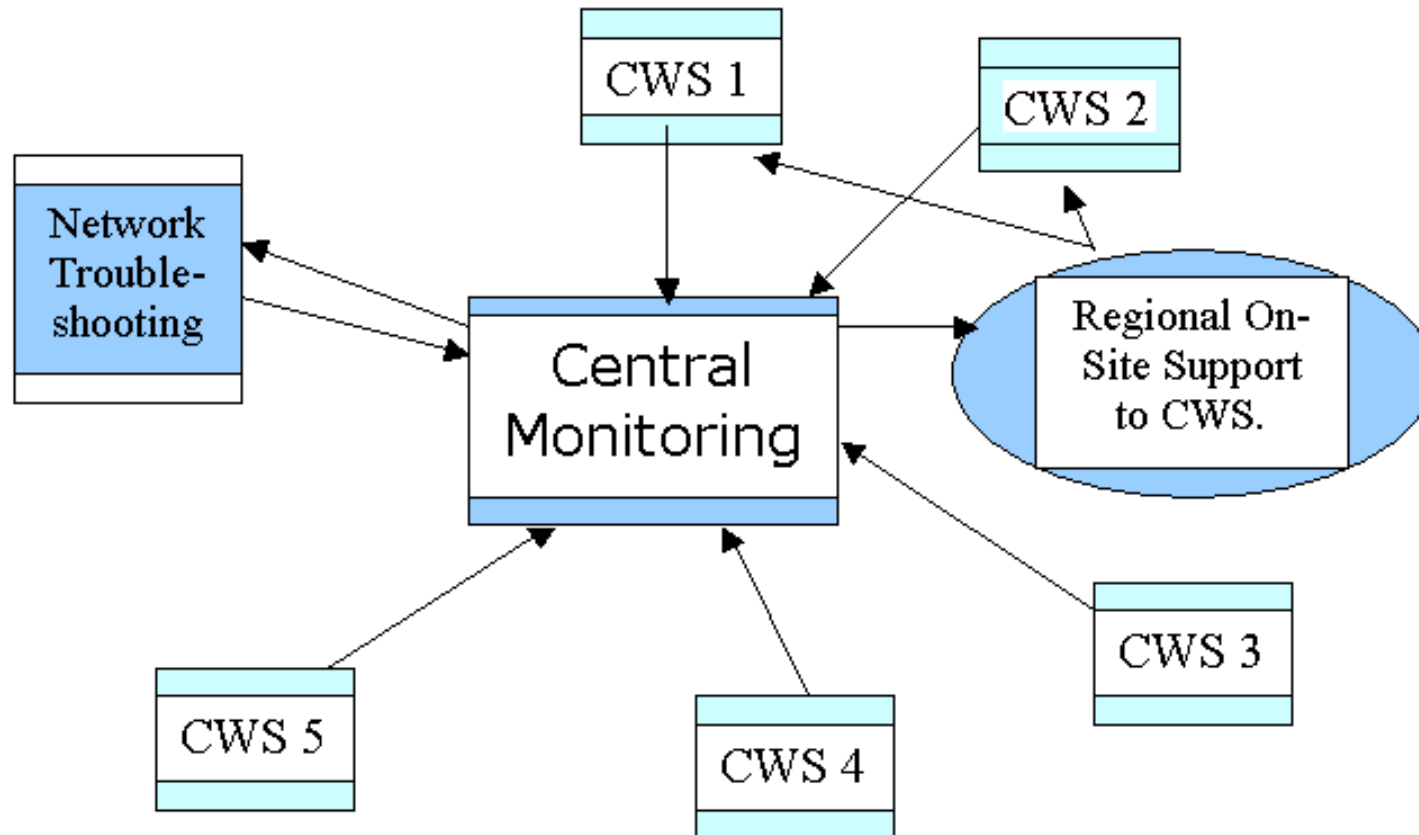 CWS 1
CWS 2
Network
Trouble-
shooting
Central
Monitoring
Regional On-
Site Support
to CWS.
CWS 3
CWS 5
CWS 4